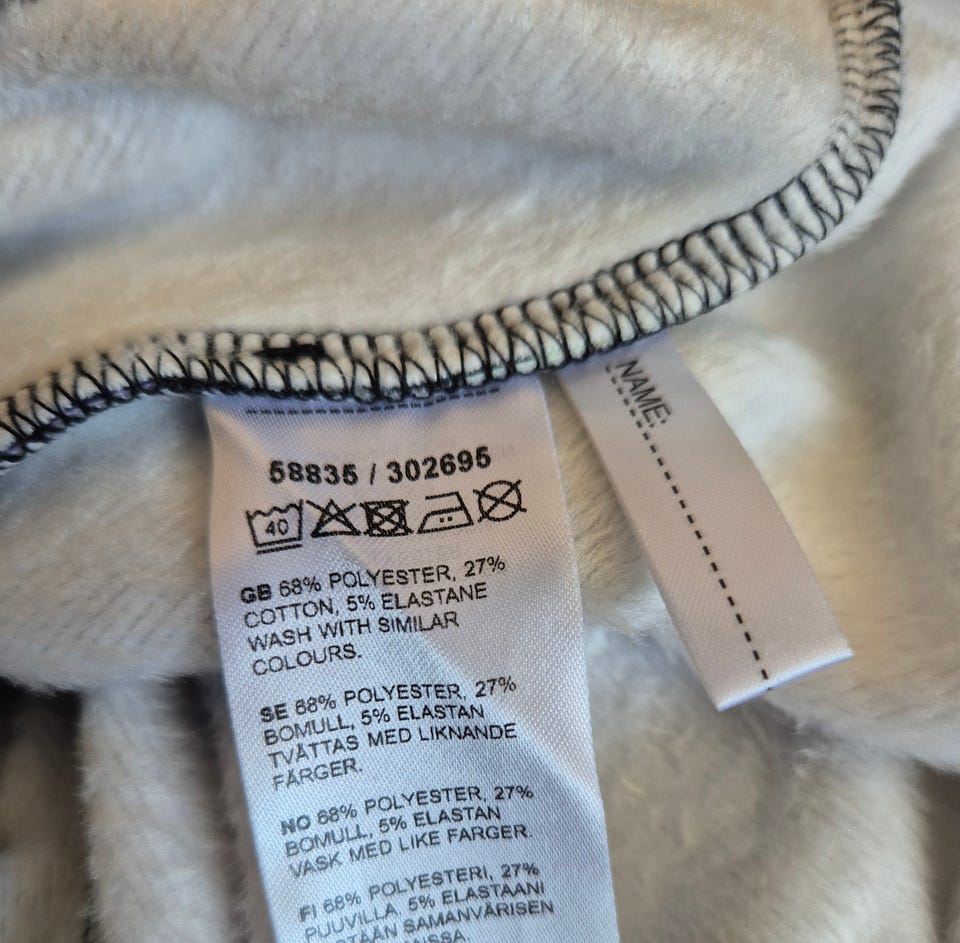 58835 / 302695
40
GB 68% POLYESTER, 27%
COTTON, 5% ELASTANE
WASH WITH SIMILAR
COLOURS.
SE 68% POLYESTER, 27%
BOMULL, 5% ELASTAN
TVÄTTAS MED LIKNANDE
FÄRGER.
NO 68% POLYESTER, 27%
BOMULL, 5% ELASTAN
VASK MED LIKE FARGER.
FI 68% POLYESTERI, 27%
PUUVILLA, 5% ELASTAANI
SAMANVÄRISEN
NAME: